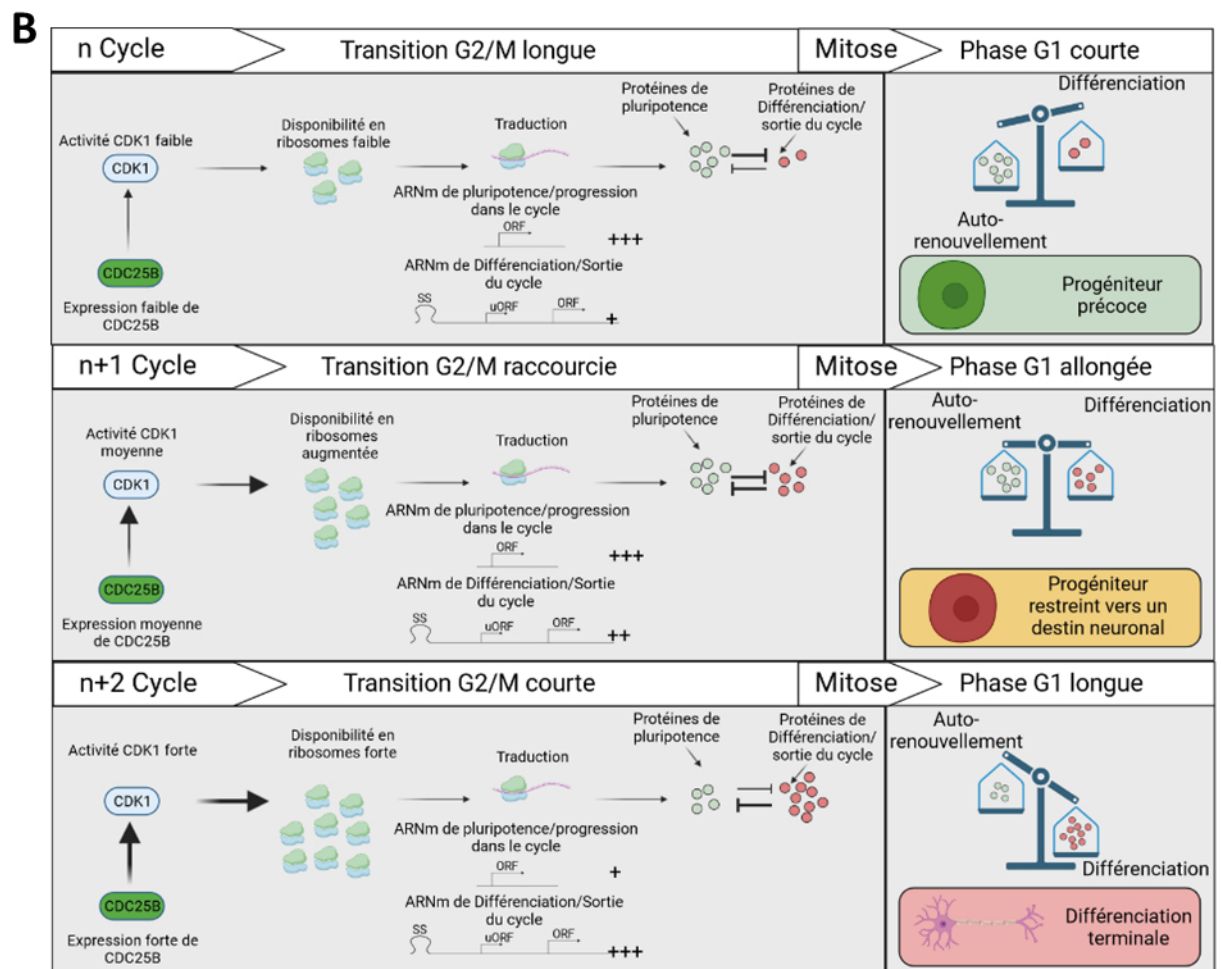 B
n Cycle
Transition G2/M longue
Mitose
Phase G1 courte
Activité CDK1 faible
CDK1
CDC25B
Expression faible de
CDC25B
Disponibilité en
ribosomes faible
Traduction
ARNm de pluripotence/progression
dans le cycle
ORF
+++
ARNm de Différenciation/Sortie
du cycle
SS
uORF
ORF
+
Protéines de
pluripotence
Protéines de
Différenciation/
sortie du cycle
Différenciation
Auto-
renouvellement
Progéniteur
précoce
n+1 Cycle
Transition G2/M raccourcie
Mitose
Phase G1 allongée
Activité CDK1
moyenne
CDK1
CDC25B
Expression moyenne
de CDC25B
Disponibilité en
ribosomes
augmentée
Traduction
ARNm de pluripotence/progression
dans le cycle
ORF
+++
ARNm de Différenciation/Sortie
du cycle
SS
uORF
ORF
++
Protéines de
pluripotence
Protéines de
Différenciation/
sortie du cycle
Auto-
renouvellement
Différenciation
Progéniteur
restreint vers un
destin neuronal
n+2 Cycle
Transition G2/M courte
Mitose
Phase G1 longue
Activité CDK1 forte
CDK1
CDC25B
Expression forte de
CDC25B
Disponibilité en
ribosomes forte
Traduction
ARNm de pluripotence/progression
dans le cycle
ORF
+
ARNm de Différenciation/Sortie
du cycle
SS
uORF
ORF
+++
Protéines de
pluripotence
Protéines de
Différenciation/
sortie du cycle
Auto-
renouvellement
Différenciation
Différenciation
terminale